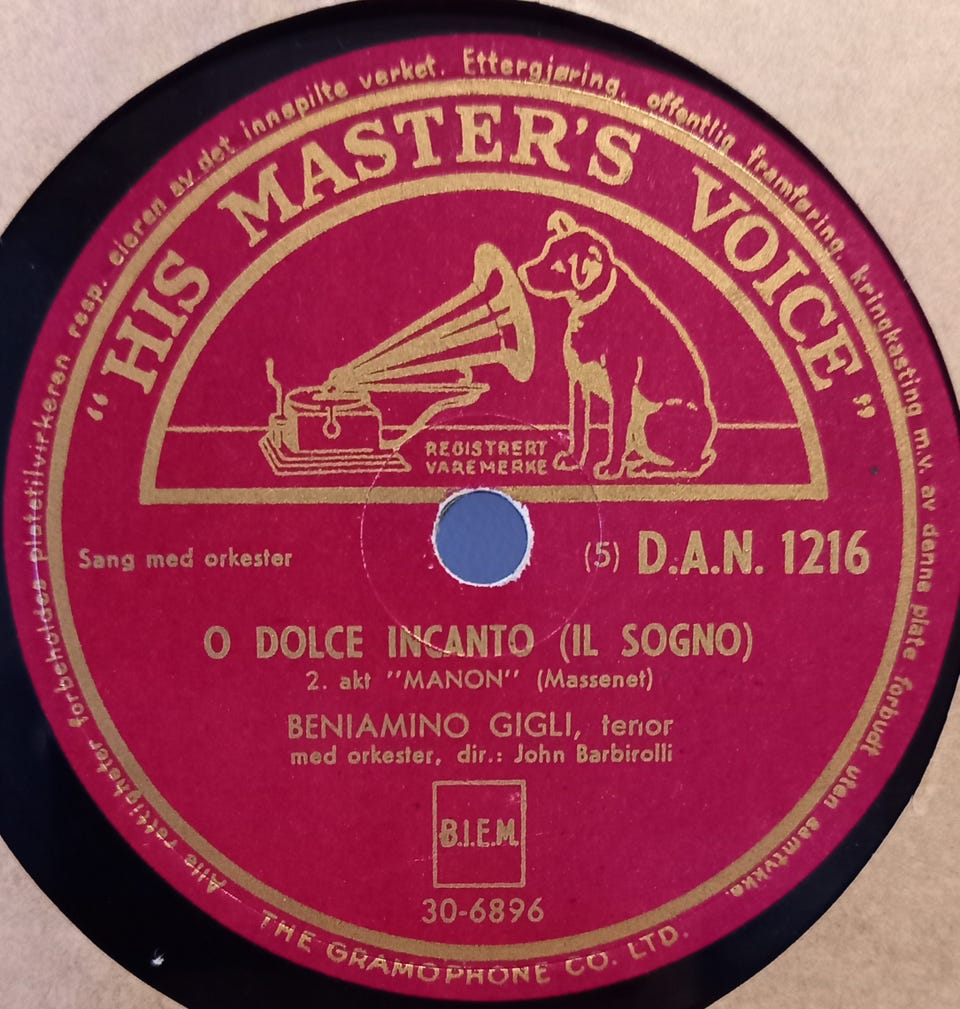 Alle rettigheter forbeholdes platetilvirkeren resp. eieren av det innspilte verket. Ettergjøring, offentlig framføring, kringkasting m.v. av denne plate forbudt uten samtykke.
"HIS MASTER'S VOICE"
REGISTRERT
VAREMERKE
Sang med orkester
(5) D.A.N. 1216
O DOLCE INCANTO (IL SOGNO)
2. akt "MANON" (Massenet)
BENIAMINO GIGLI, tenor
med orkester, dir.: John Barbirolli
B.I.E.M.
30-6896
THE GRAMOPHONE CO. LTD.